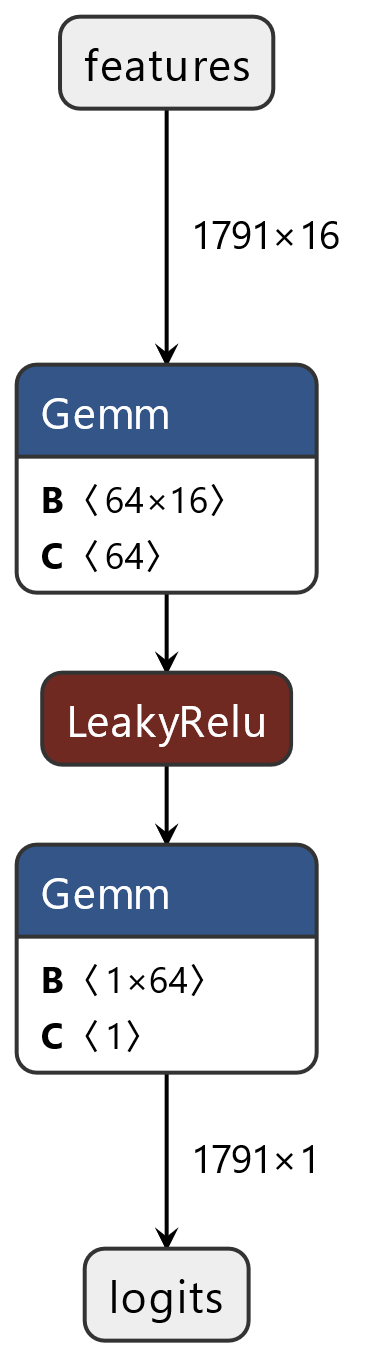 features
1791×16
Gemm
B 〈64×16〉
C 〈64〉
LeakyRelu
Gemm
B 〈1×64〉
C 〈1〉
1791×1
logits